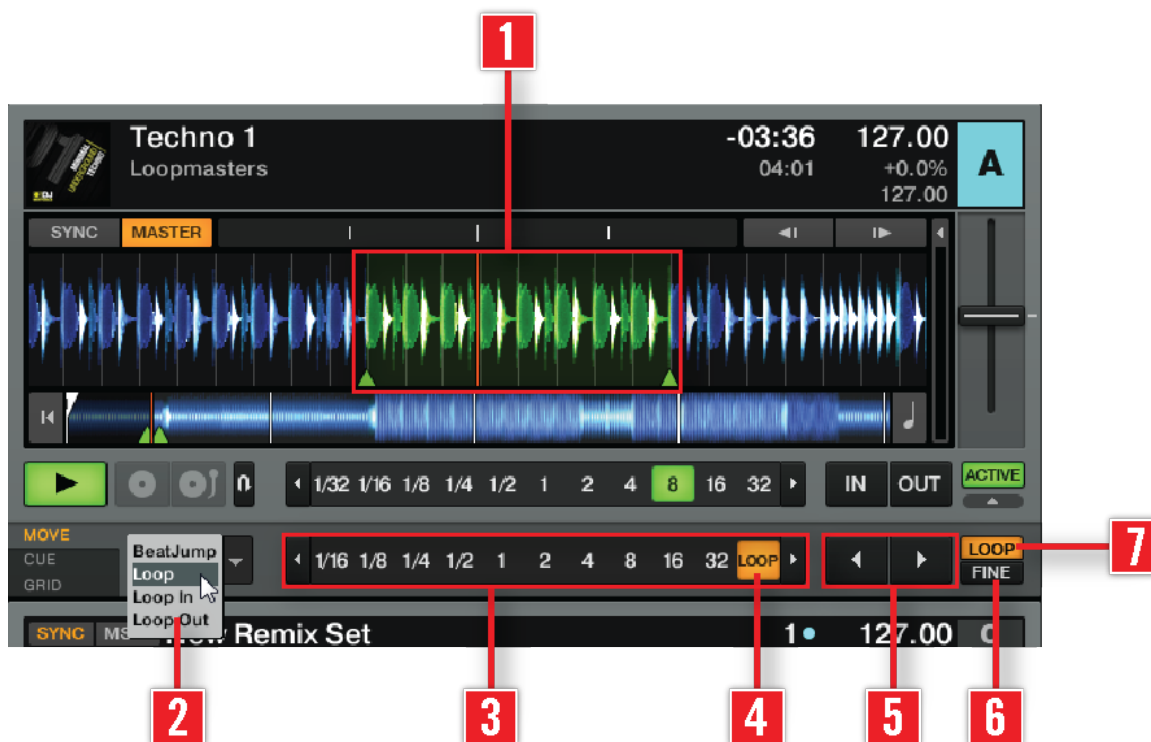 1
Techno 1 -03:36 127.00 A
Loopmasters 04:01 +0.0%
127.00
SYNC MASTER
1/32 1/16 1/8 1/4 1/2 1 2 4 8 16 32 IN OUT ACTIVE
MOVE
CUE
GRID
BeatJump
Loop
Loop In
Loop Out
1/16 1/8 1/4 1/2 1 2 4 8 16 32 LOOP
LOOP
FINE
7
SYNC Remix Set 1 127.00
2 3 4 5 6